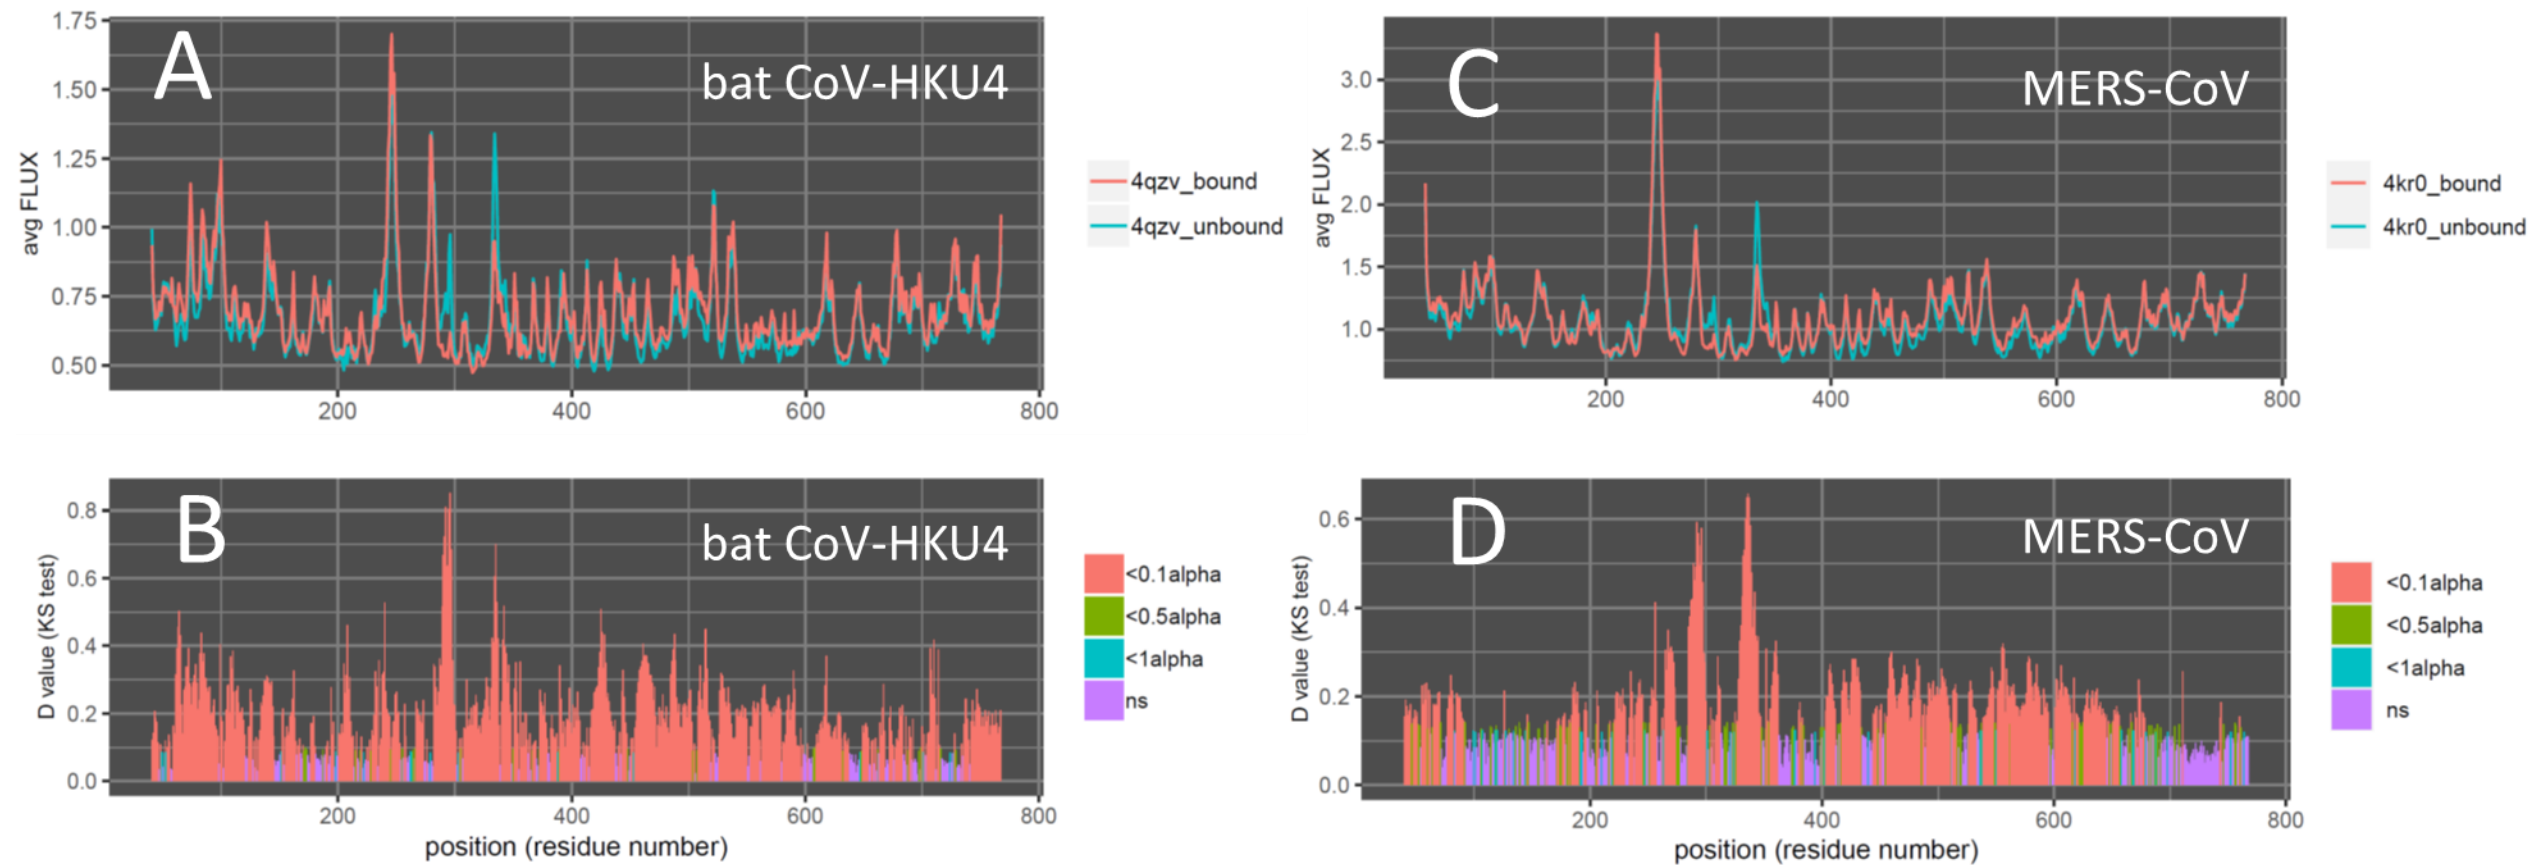 A
bat CoV-HKU4
avg FLUX
1.75
1.50
1.25
1.00
0.75
0.50
200 400 600 800
4qzv_bound
4qzv_unbound
C
MERS-CoV
avg FLUX
3.0
2.5
2.0
1.5
1.0
200 400 600 800
4kr0_bound
4kr0_unbound
B
bat CoV-HKU4
D value (KS test)
0.8
0.6
0.4
0.2
0.0
200 400 600 800
position (residue number)
<0.1alpha
<0.5alpha
<1alpha
ns
D
MERS-CoV
D value (KS test)
0.6
0.4
0.2
0.0
200 400 600 800
position (residue number)
<0.1alpha
<0.5alpha
<1alpha
ns